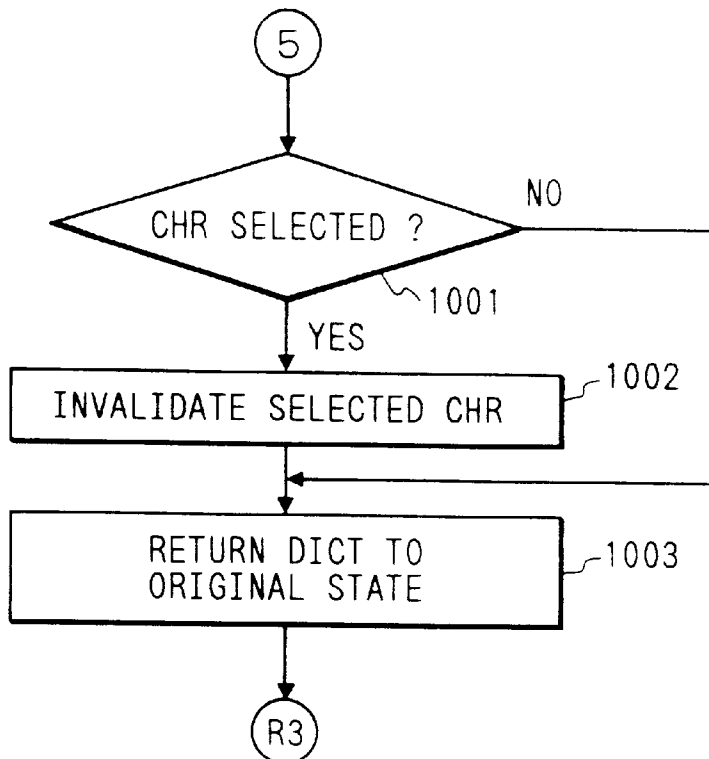 5
CHR SELECTED ?
NO
1001
YES
1002
INVALIDATE SELECTED CHR
RETURN DICT TO
ORIGINAL STATE
1003
R3